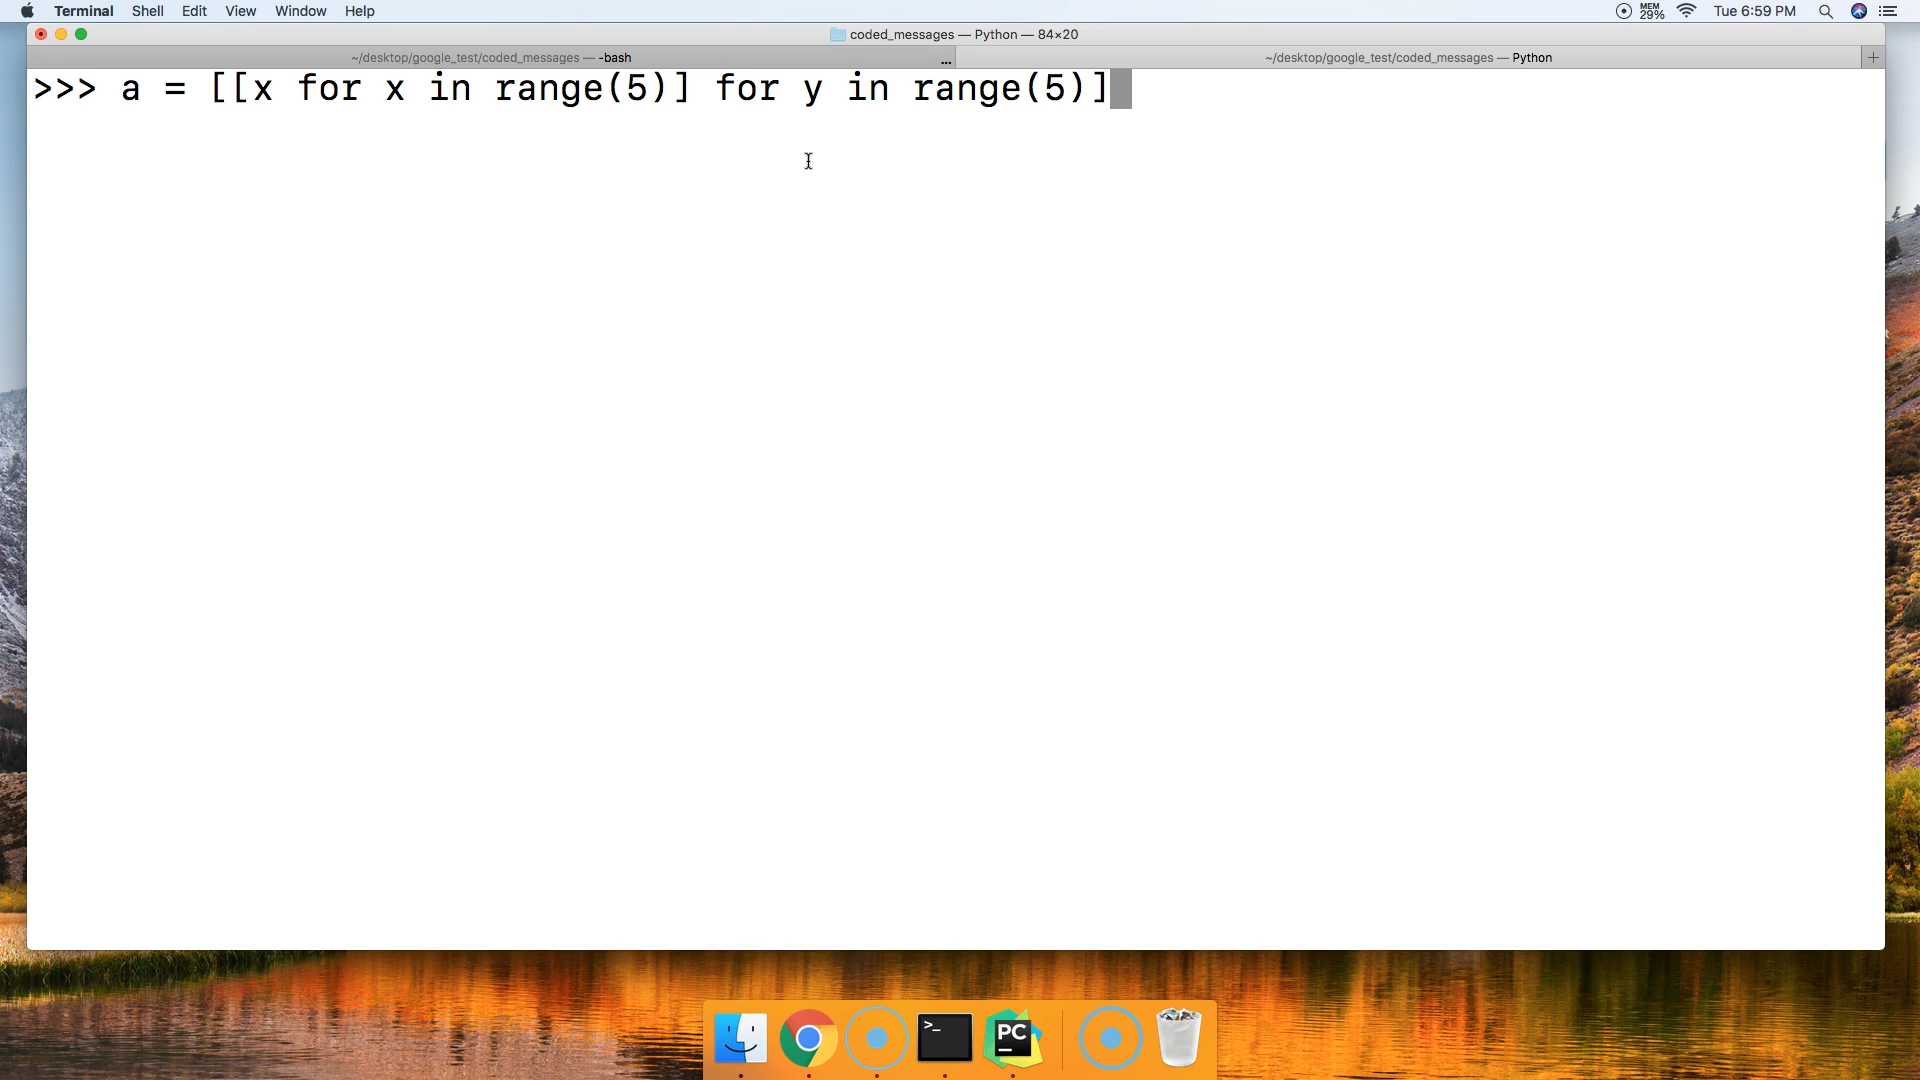 Terminal Shell Edit View Window Help MEM 29% Tue 6:59 PM
coded_messages — Python — 84×20
~/desktop/google_test/coded_messages — -bash ... ~/desktop/google_test/coded_messages — Python +
>>> a = [[x for x in range(5)] for y in range(5)]
>_ PC